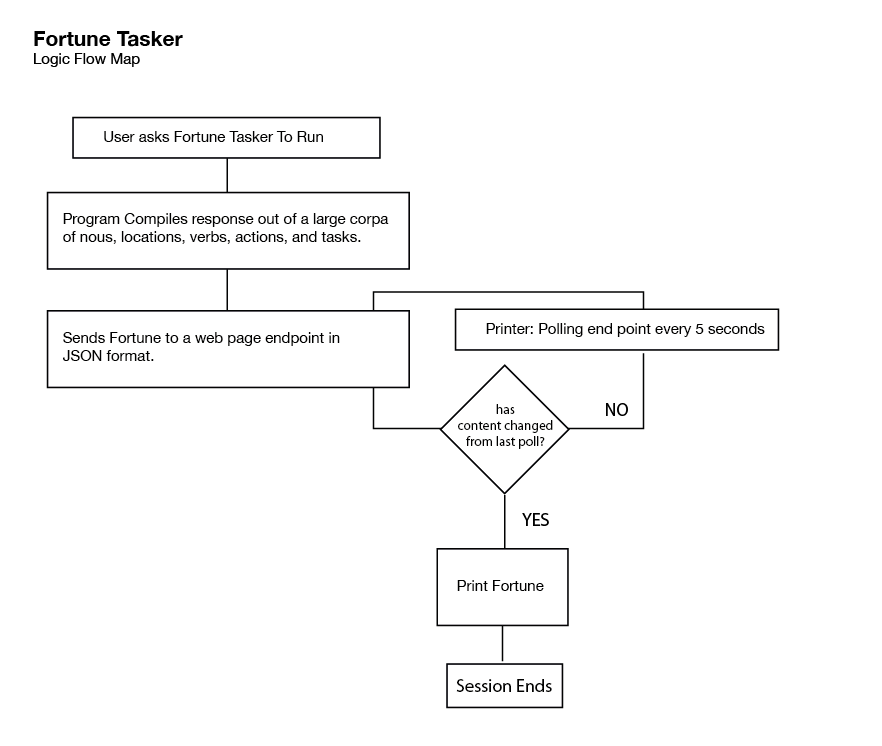 Fortune Tasker
Logic Flow Map
User asks Fortune Tasker To Run
Program Compiles response out of a large corpa
of nous, locations, verbs, actions, and tasks.
Sends Fortune to a web page endpoint in
JSON format.
Printer: Polling end point every 5 seconds
has
content changed
from last poll?
NO
YES
Print Fortune
Session Ends